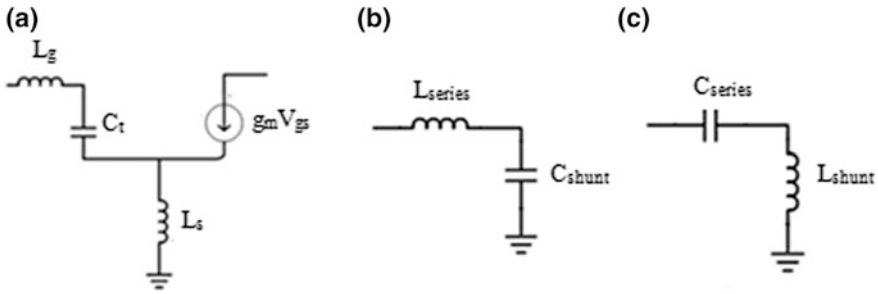 (a)
(b)
(c)
Lg
Ct
gmVgs
Ls
Lseries
Cshunt
Cseries
Lshunt